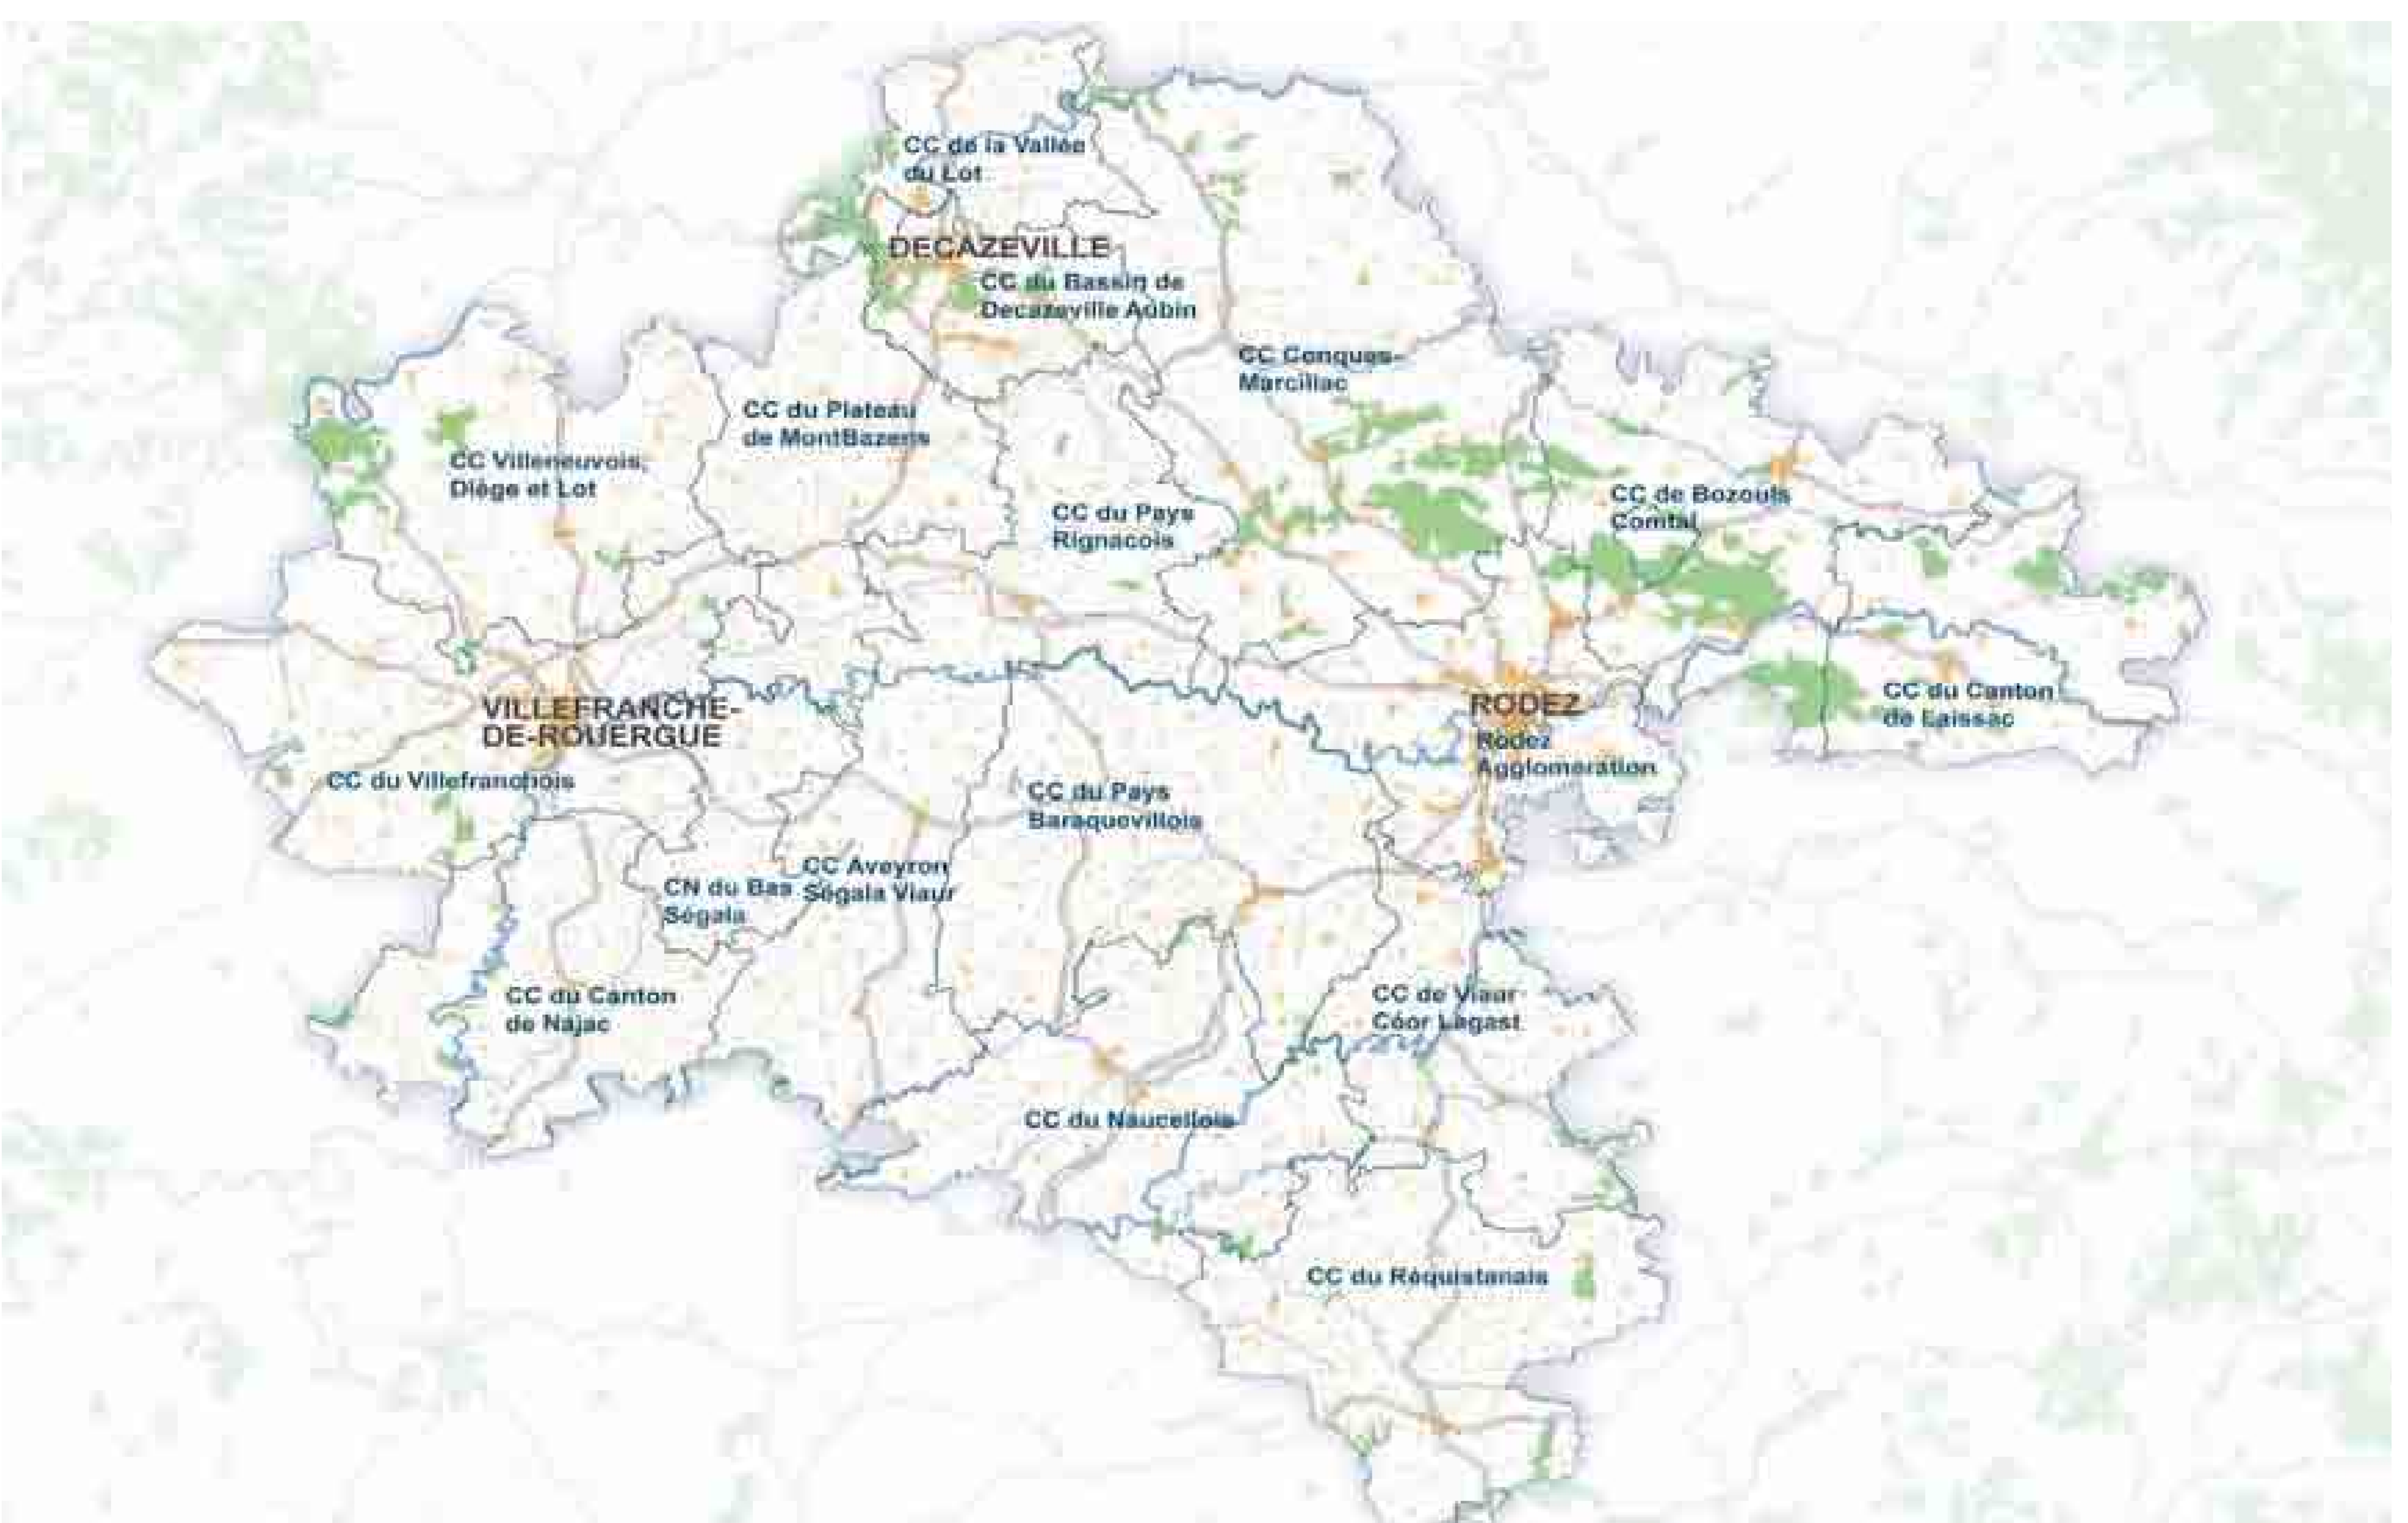 CC de la Vallée
du Lot
DECAZEVILLE
CC du Bassin de
Decazeville Aubin
CC Conques-
Marcillac
CC du Plateau
de MontBazens
CC Villeneuvois,
Diège et Lot
CC du Pays
Rignacois
CC de Bozouls
Comtal
VILLEFRANCHE-
DE-ROUERGUE
RODEZ
Rodez
Agglomération
CC du Canton
de Laissac
CC du Villefranchois
CC du Pays
Baraquevillois
CC Aveyron
Ségala Viaur
CN du Bas
Ségala
CC du Canton
de Najac
CC de Viaur
Céor Lagast
CC du Naucellois
CC du Réquistanais